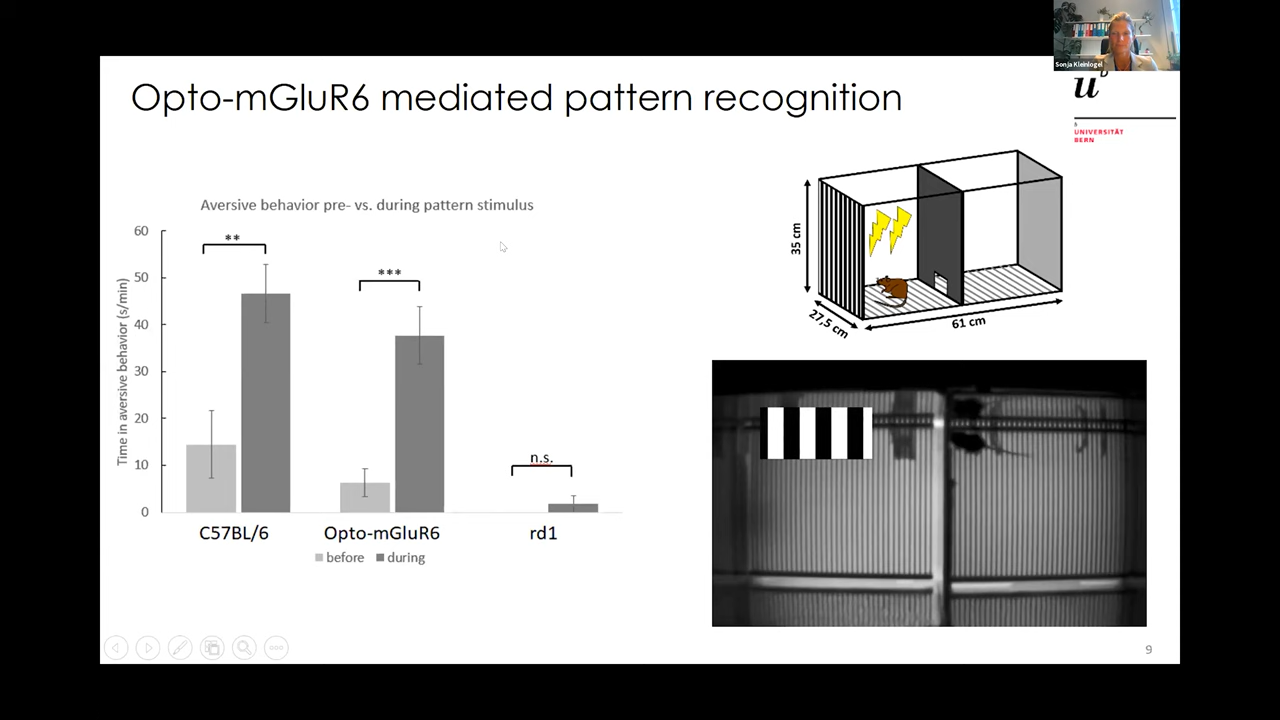 Sonja Kleinlogel
Opto-mGluR6 mediated pattern recognition
u
b
b
UNIVERSITÄT
BERN
Aversive behavior pre- vs. during pattern stimulus
Time in aversive behavior (s/min)
60
50
40
30
20
10
0
**
***
n.s.
C57BL/6
Opto-mGluR6
rd1
before
during
35 cm
27,5 cm
61 cm
9